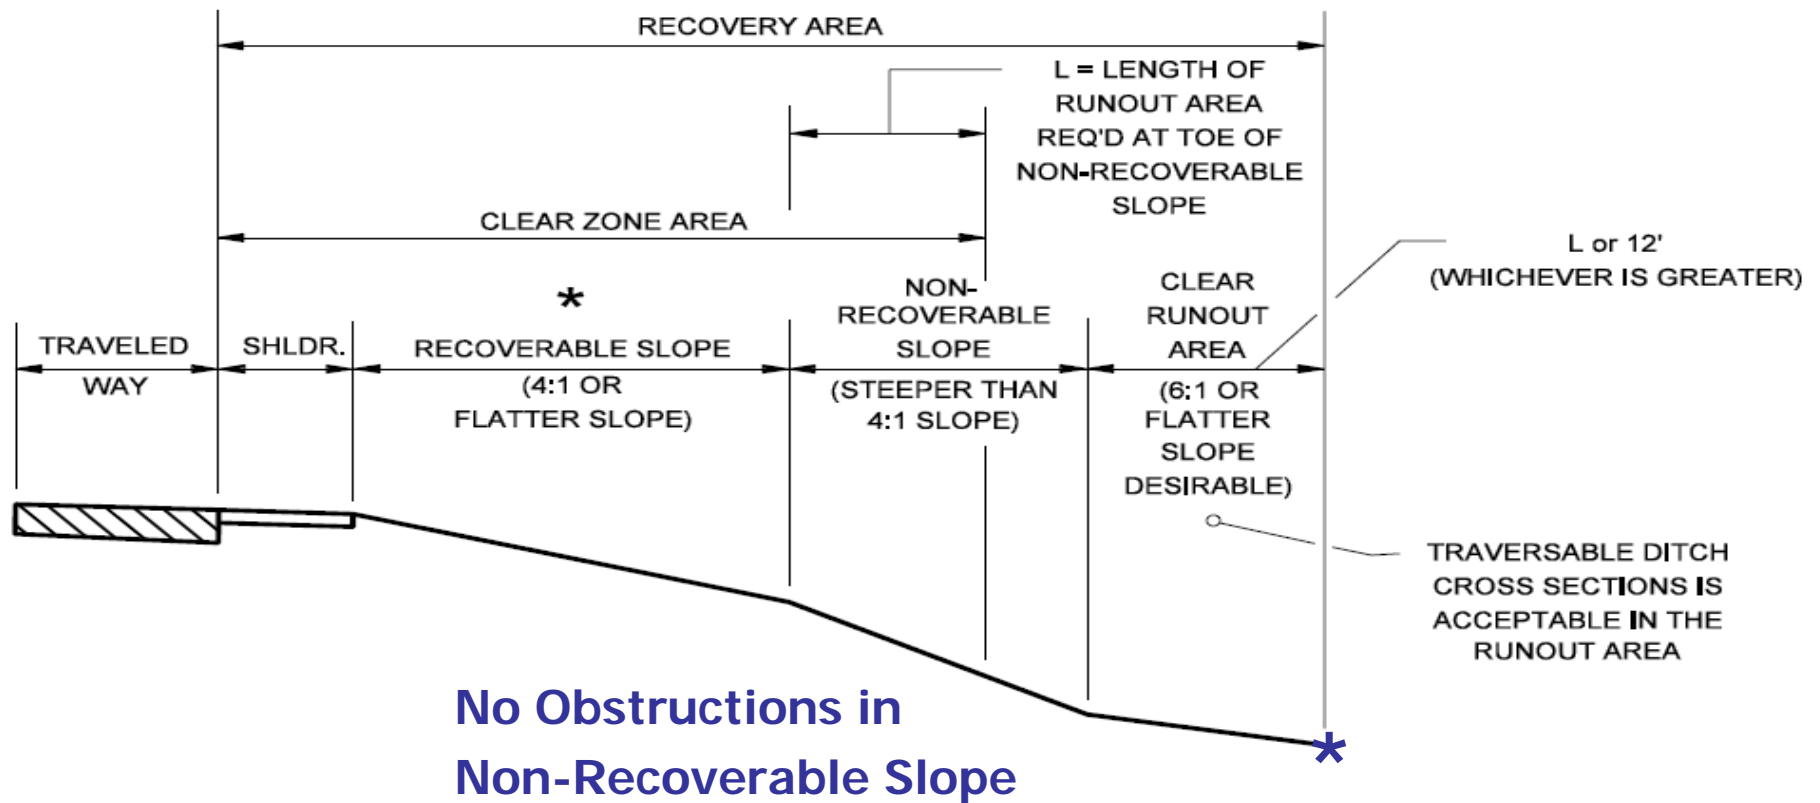 RECOVERY AREA
L = LENGTH OF
RUNOUT AREA
REQ'D AT TOE OF
NON-RECOVERABLE
SLOPE
CLEAR ZONE AREA
L or 12'
(WHICHEVER IS GREATER)
TRAVELED
WAY
SHLDR.
*
RECOVERABLE SLOPE
(4:1 OR
FLATTER SLOPE)
NON-
RECOVERABLE
SLOPE
(STEEPER THAN
4:1 SLOPE)
CLEAR
RUNOUT
AREA
(6:1 OR
FLATTER
SLOPE
DESIRABLE)
TRAVERSABLE DITCH
CROSS SECTIONS IS
ACCEPTABLE IN THE
RUNOUT AREA
No Obstructions in
Non-Recoverable Slope
*